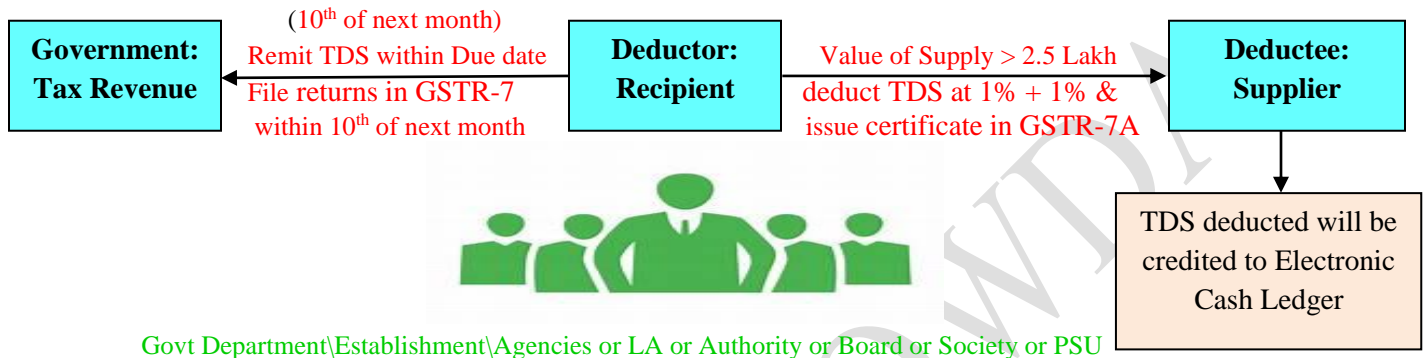 (10th of next month)
Government:
Tax Revenue
Remit TDS within Due date
File returns in GSTR-7
within 10th of next month
Deductor:
Recipient
Value of Supply > 2.5 Lakh
deduct TDS at 1% + 1% &
issue certificate in GSTR-7A
Deductee:
Supplier
TDS deducted will be
credited to Electronic
Cash Ledger
Govt Department\Establishment\Agencies or LA or Authority or Board or Society or PSU